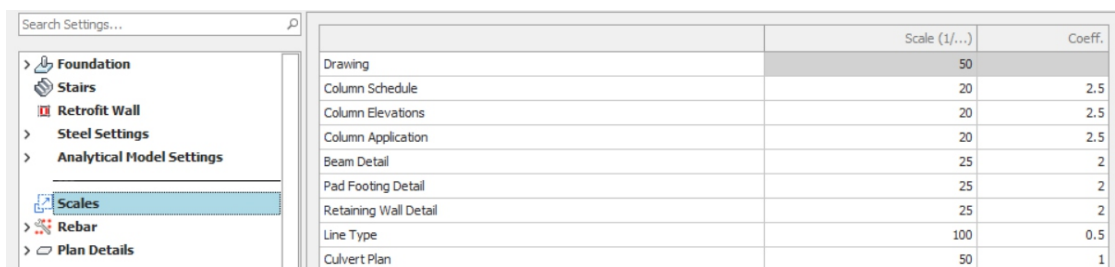 Search Settings...
Foundation
Stairs
Retrofit Wall
Steel Settings
Analytical Model Settings
Scales
Rebar
Plan Details
Scale (1/...) Coeff.
Drawing 50
Column Schedule 20 2.5
Column Elevations 20 2.5
Column Application 20 2.5
Beam Detail 25 2
Pad Footing Detail 25 2
Retaining Wall Detail 25 2
Line Type 100 0.5
Culvert Plan 50 1